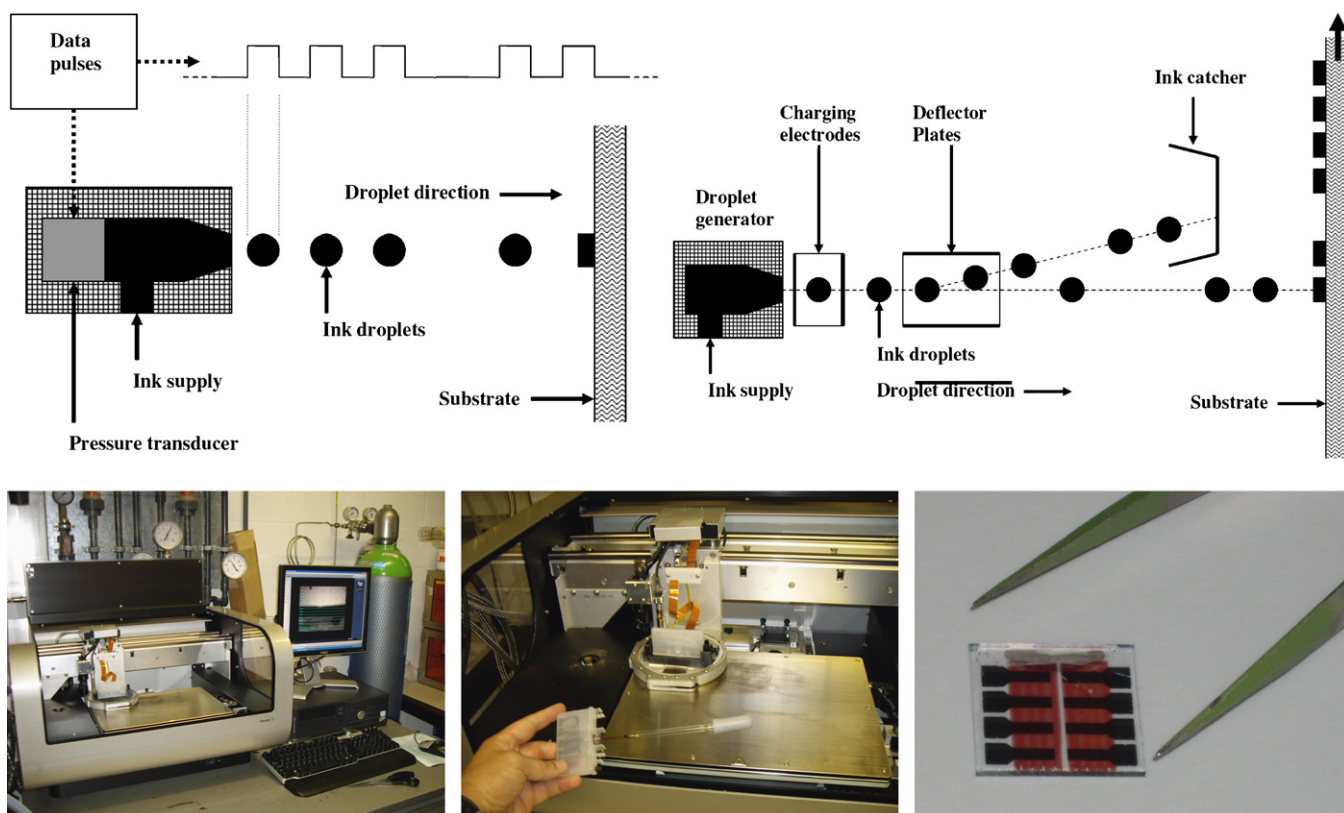 Data
pulses
Droplet direction
Ink droplets
Ink supply
Substrate
Pressure transducer
Ink catcher
Charging
electrodes
Deflector
Plates
Droplet
generator
Ink droplets
Ink supply
Droplet direction
Substrate